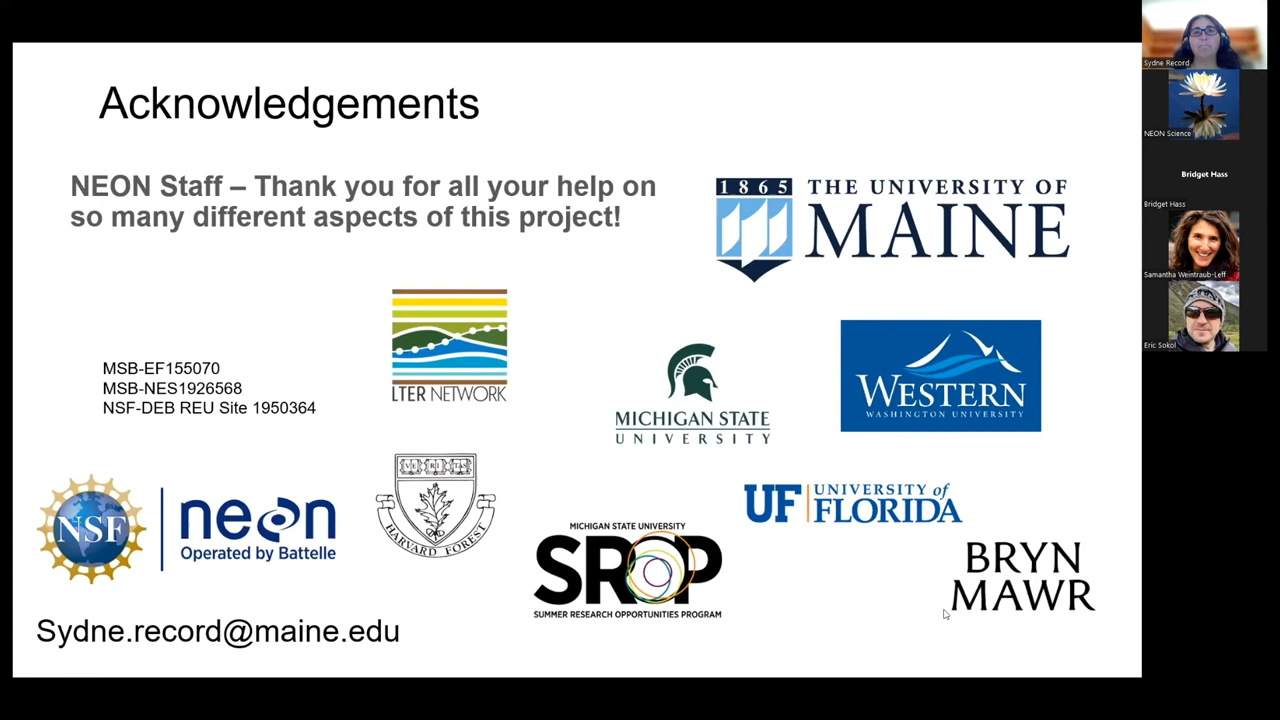 Acknowledgements
NEON Staff – Thank you for all your help on
so many different aspects of this project!
1865
THE UNIVERSITY OF
MAINE
MSB-EF155070
MSB-NES1926568
NSF-DEB REU Site 1950364
LTER NETWORK
MICHIGAN STATE
UNIVERSITY
WESTERN
WASHINGTON UNIVERSITY
NSF
neon
Operated by Battelle
VE RI TAS
HARVARD FOREST
MICHIGAN STATE UNIVERSITY
SROP
SUMMER RESEARCH OPPORTUNITIES PROGRAM
UF
UNIVERSITY of
FLORIDA
BRYN
MAWR
Sydne.record@maine.edu
Sydne Record
NEON Science
Bridget Hass
Bridget Hass
Samantha Weintraub-Leff
Eric Sokol